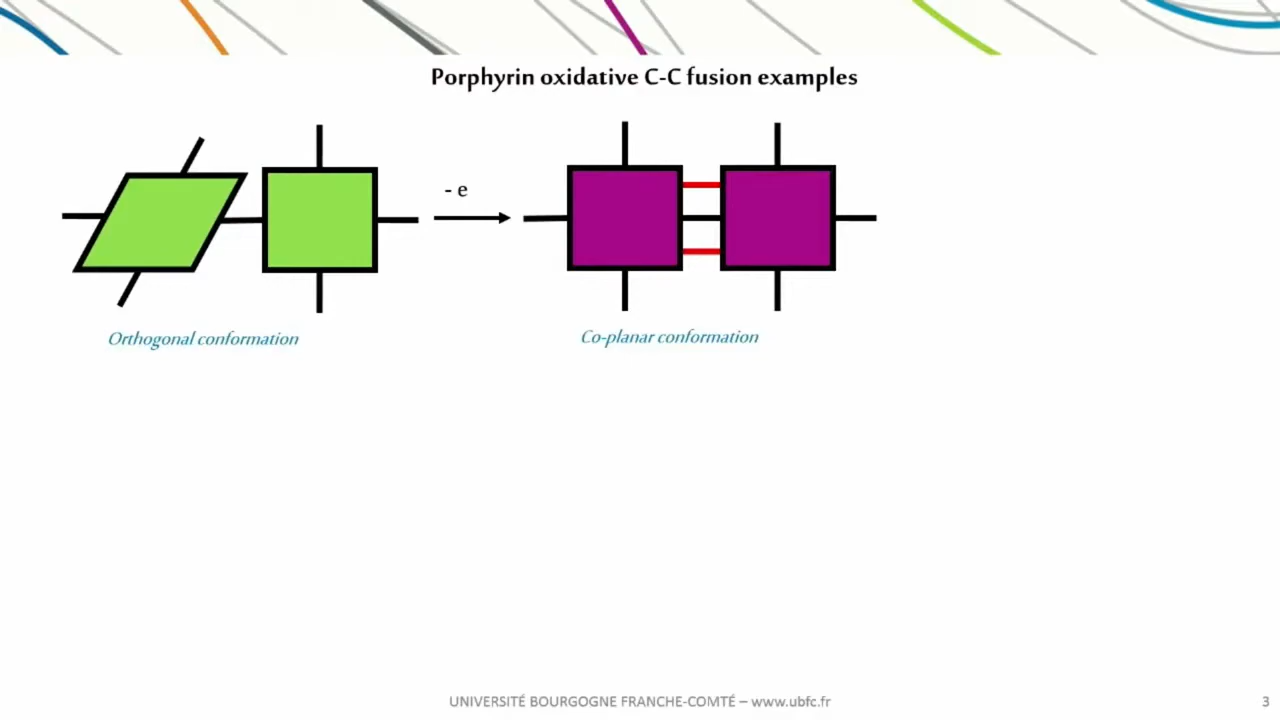 Porphyrin oxidative C-C fusion examples
- e
Orthogonal conformation
Co-planar conformation
UNIVERSITÉ BOURGOGNE FRANCHE-COMTÉ – www.ubfc.fr
3